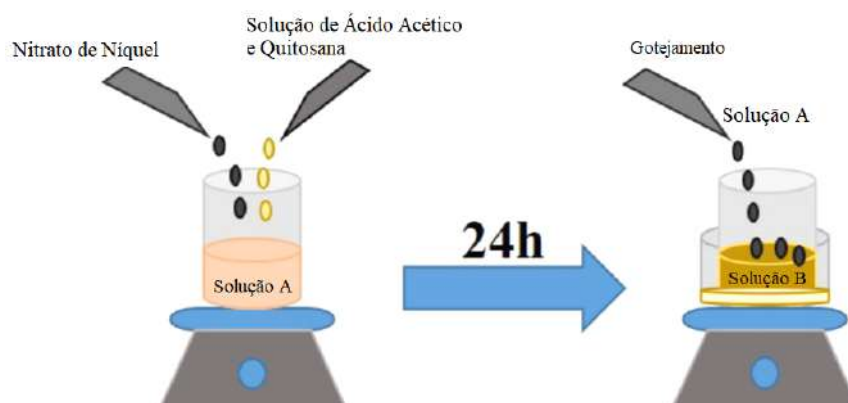 Nitrato de Níquel
Solução de Ácido Acético
e Quitosana
Solução A
24h
Gotejamento
Solução A
Solução B